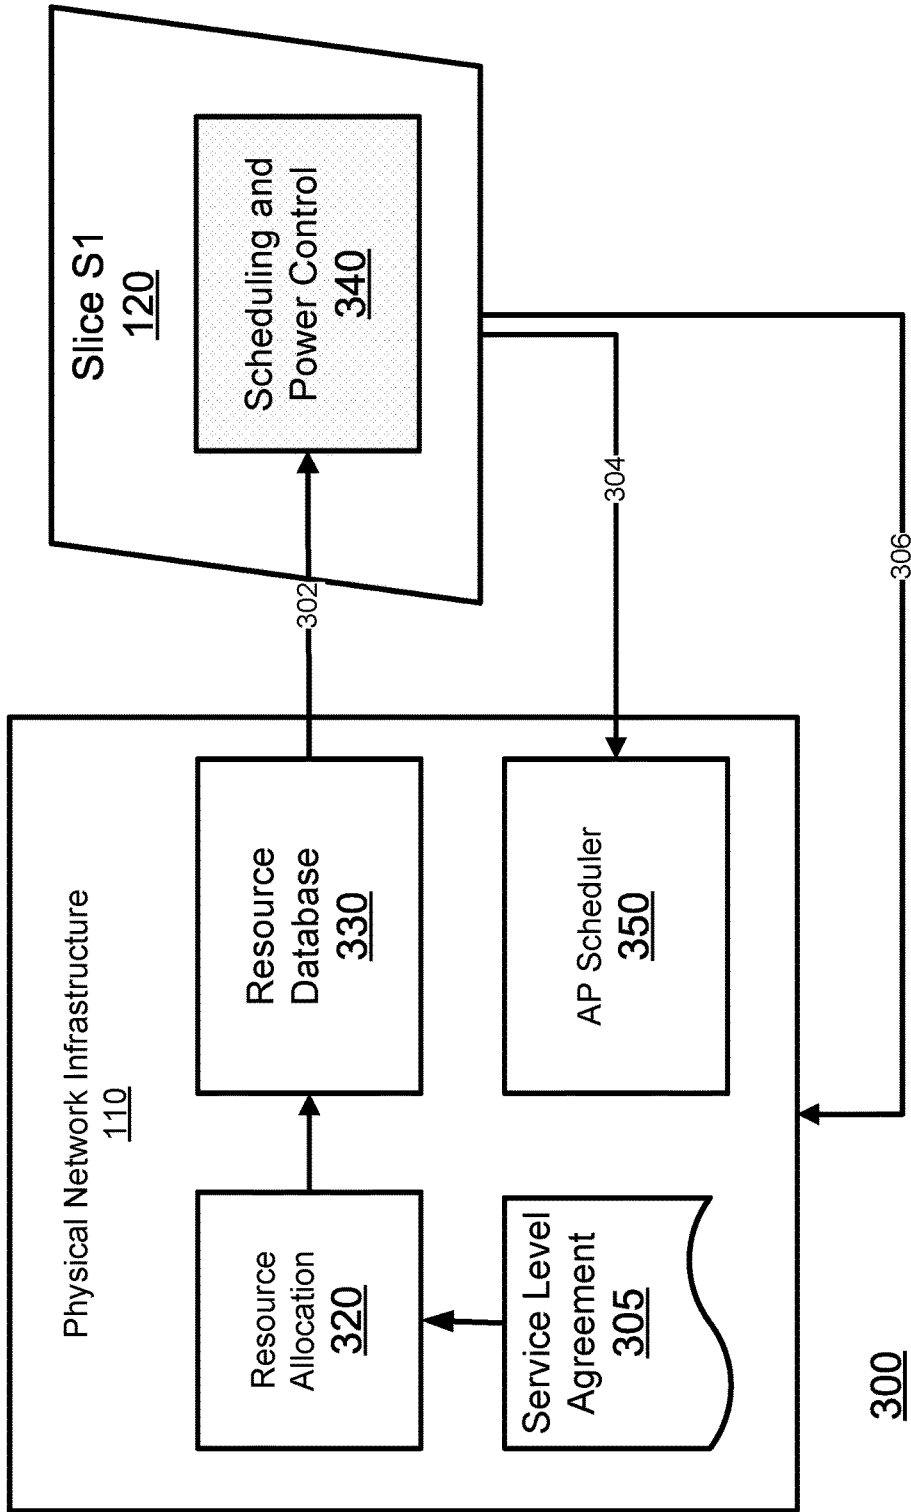 Physical Network Infrastructure
110
Slice S1
120
Resource
Allocation
320
Resource
Database
330
302
Scheduling and
Power Control
340
Service Level
Agreement
305
AP Scheduler
350
304
306
300